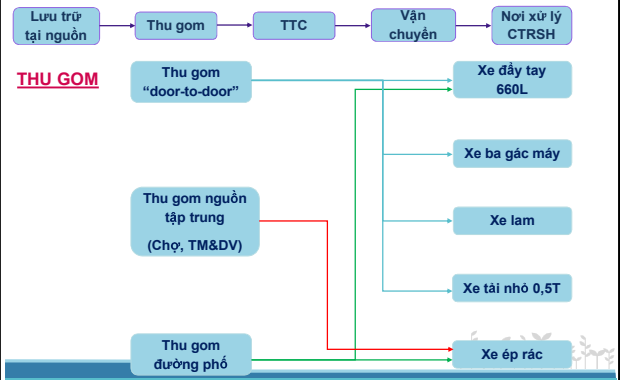 Lưu trữ
tại nguồn
Thu gom
TTC
Vận
chuyển
Nơi xử lý
CTRSH
THU GOM
Thu gom
“door-to-door”
Xe đẩy tay
660L
Xe ba gác máy
Thu gom nguồn
tập trung
(Chợ, TM&DV)
Xe lam
Xe tải nhỏ 0,5T
Thu gom
đường phố
Xe ép rác